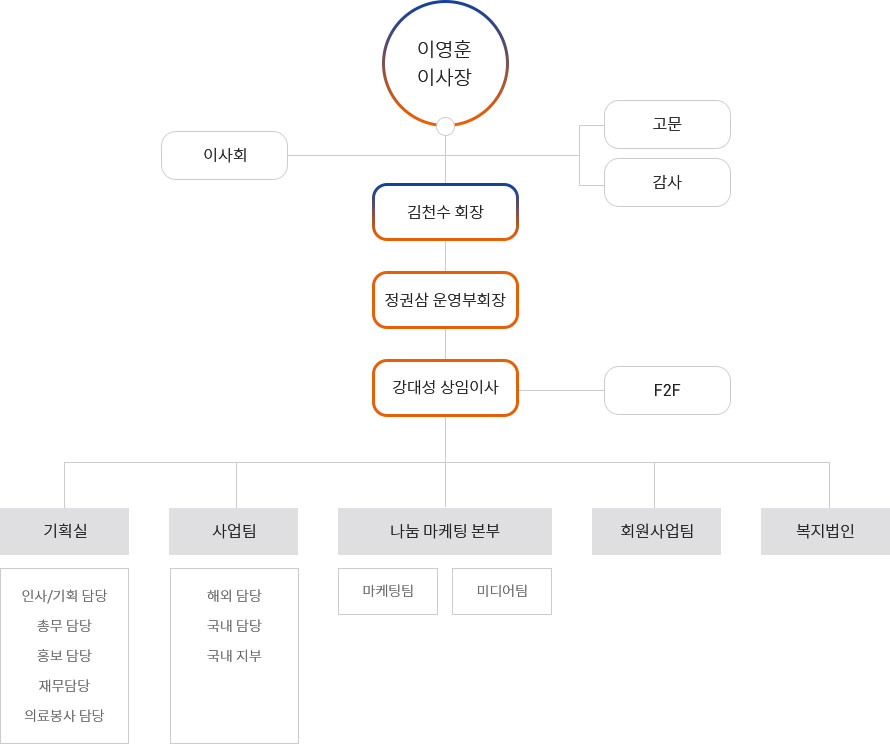 이영훈
이사장
고문
이사회
감사
김천수 회장
정권삼 운영부회장
강대성 상임이사
F2F
기획실
사업팀
나눔 마케팅 본부
회원사업팀
복지법인
인사/기획 담당
총무 담당
홍보 담당
재무담당
의료봉사 담당
해외 담당
국내 담당
국내 지부
마케팅팀
미디어팀